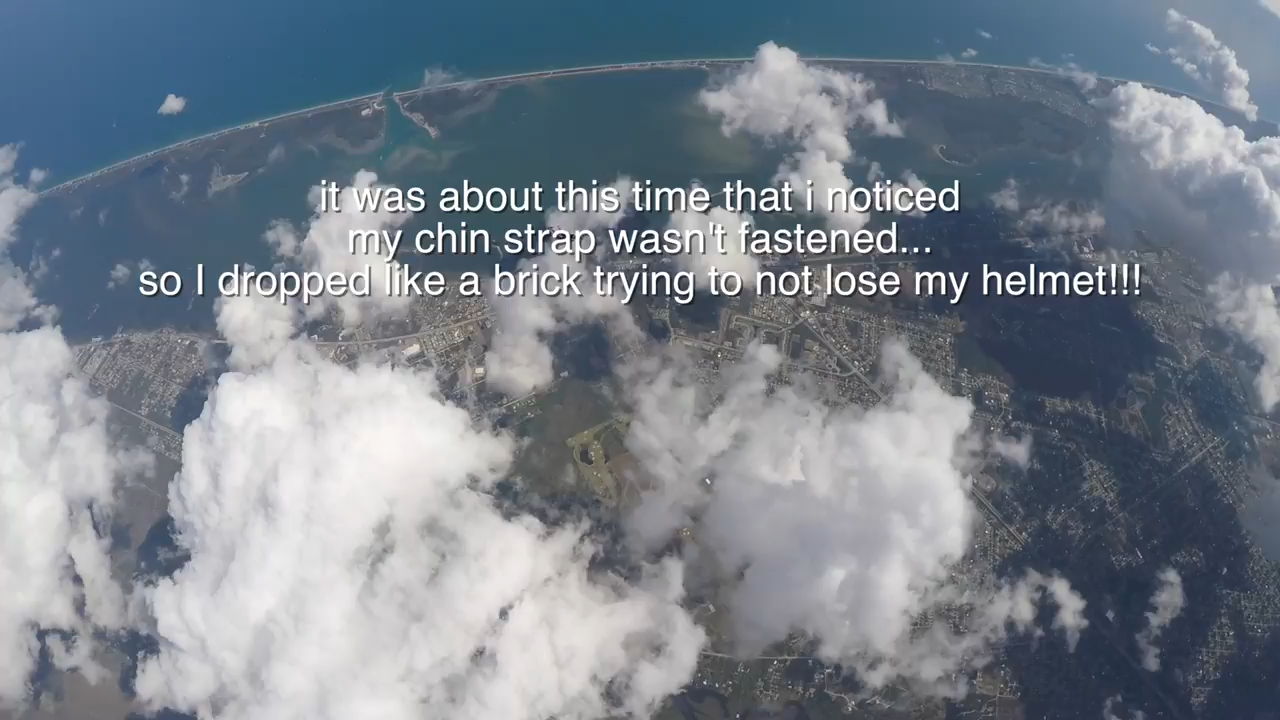 it was about this time that i noticed
my chin strap wasn't fastened...
so I dropped like a brick trying to not lose my helmet!!!